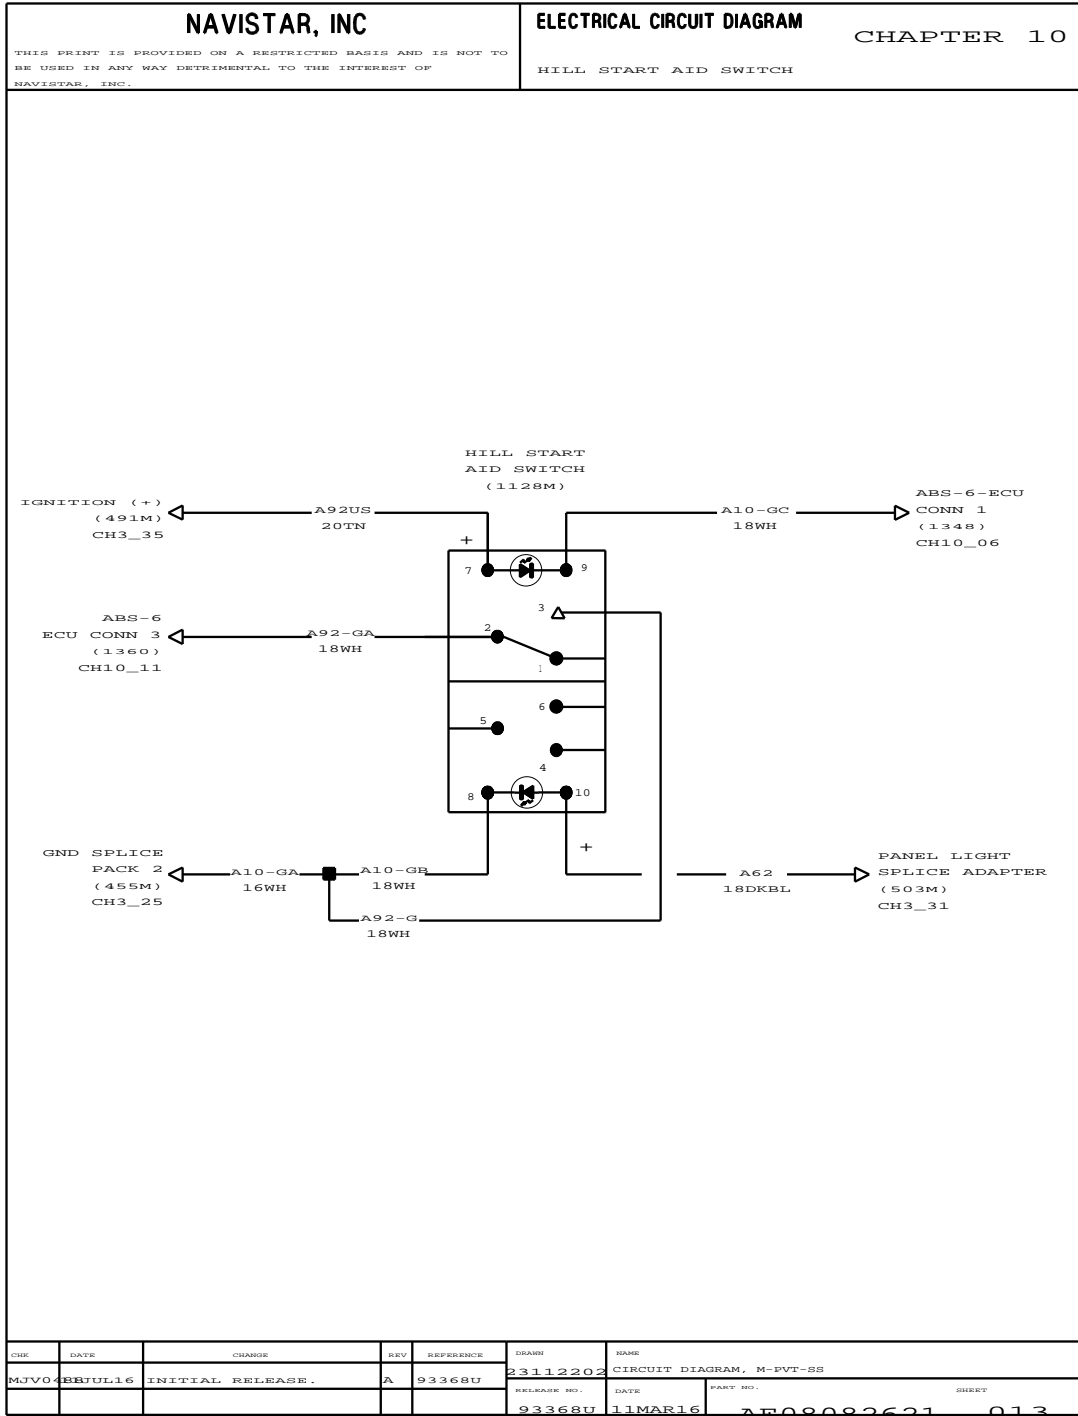 NAVISTAR, INC
THIS PRINT IS PROVIDED ON A RESTRICTED BASIS AND IS NOT TO
BE USED IN ANY WAY DETRIMENTAL TO THE INTEREST OF
NAVISTAR, INC.
ELECTRICAL CIRCUIT DIAGRAM
CHAPTER 10
HILL START AID SWITCH
HILL START
AID SWITCH
(1128M)
IGNITION (+)
(491M)
CH3_35
A92US
20TN
+
7
9
A10-GC
18WH
ABS-6-ECU
CONN 1
(1348)
CH10_06
3
ABS-6
ECU CONN 3
(1360)
CH10_11
A92-GA
18WH
2
1
6
5
4
8
10
+
GND SPLICE
PACK 2
(455M)
CH3_25
A10-GA
16WH
A10-GB
18WH
A92-G
18WH
A62
18DKBL
PANEL LIGHT
SPLICE ADAPTER
(503M)
CH3_31
CHK DATE CHANGE REV REFERENCE
INITIAL RELEASE. A 93368U
DRAWN
23112202
NAME
CIRCUIT DIAGRAM, M-PVT-SS
RELEASE NO.
93368U
DATE
11MAR16
PART NO.
AE08082621
SHEET
013